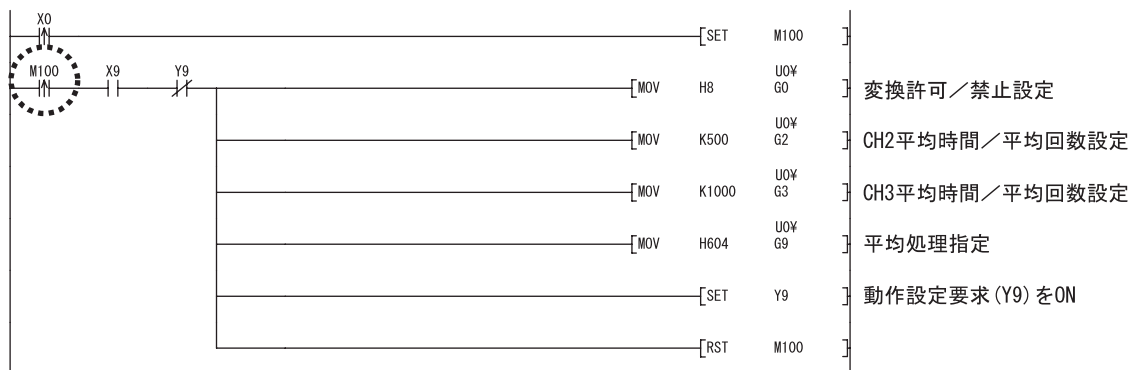 X0
[SET M100 ]
M100 X9 Y9
U0¥
[MOV H8 G0 ] 変換許可／禁止設定
U0¥
[MOV K500 G2 ] CH2平均時間／平均回数設定
U0¥
[MOV K1000 G3 ] CH3平均時間／平均回数設定
U0¥
[MOV H604 G9 ] 平均処理指定
[SET Y9 ] 動作設定要求(Y9)をON
[RST M100 ]